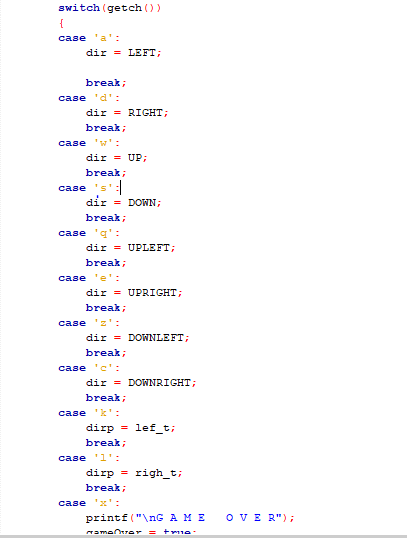 switch(getch())
{
case 'a':
dir = LEFT;
break;
case 'd':
dir = RIGHT;
break;
case 'w':
dir = UP;
break;
case 's':
dir = DOWN;
break;
case 'q':
dir = UPLEFT;
break;
case 'e':
dir = UPRIGHT;
break;
case 'z':
dir = DOWNLEFT;
break;
case 'c':
dir = DOWNRIGHT;
break;
case 'k':
dirp = lef_t;
break;
case 'l':
dirp = righ_t;
break;
case 'x':
printf("\nG A M E   O V E R");
gameOver = true;